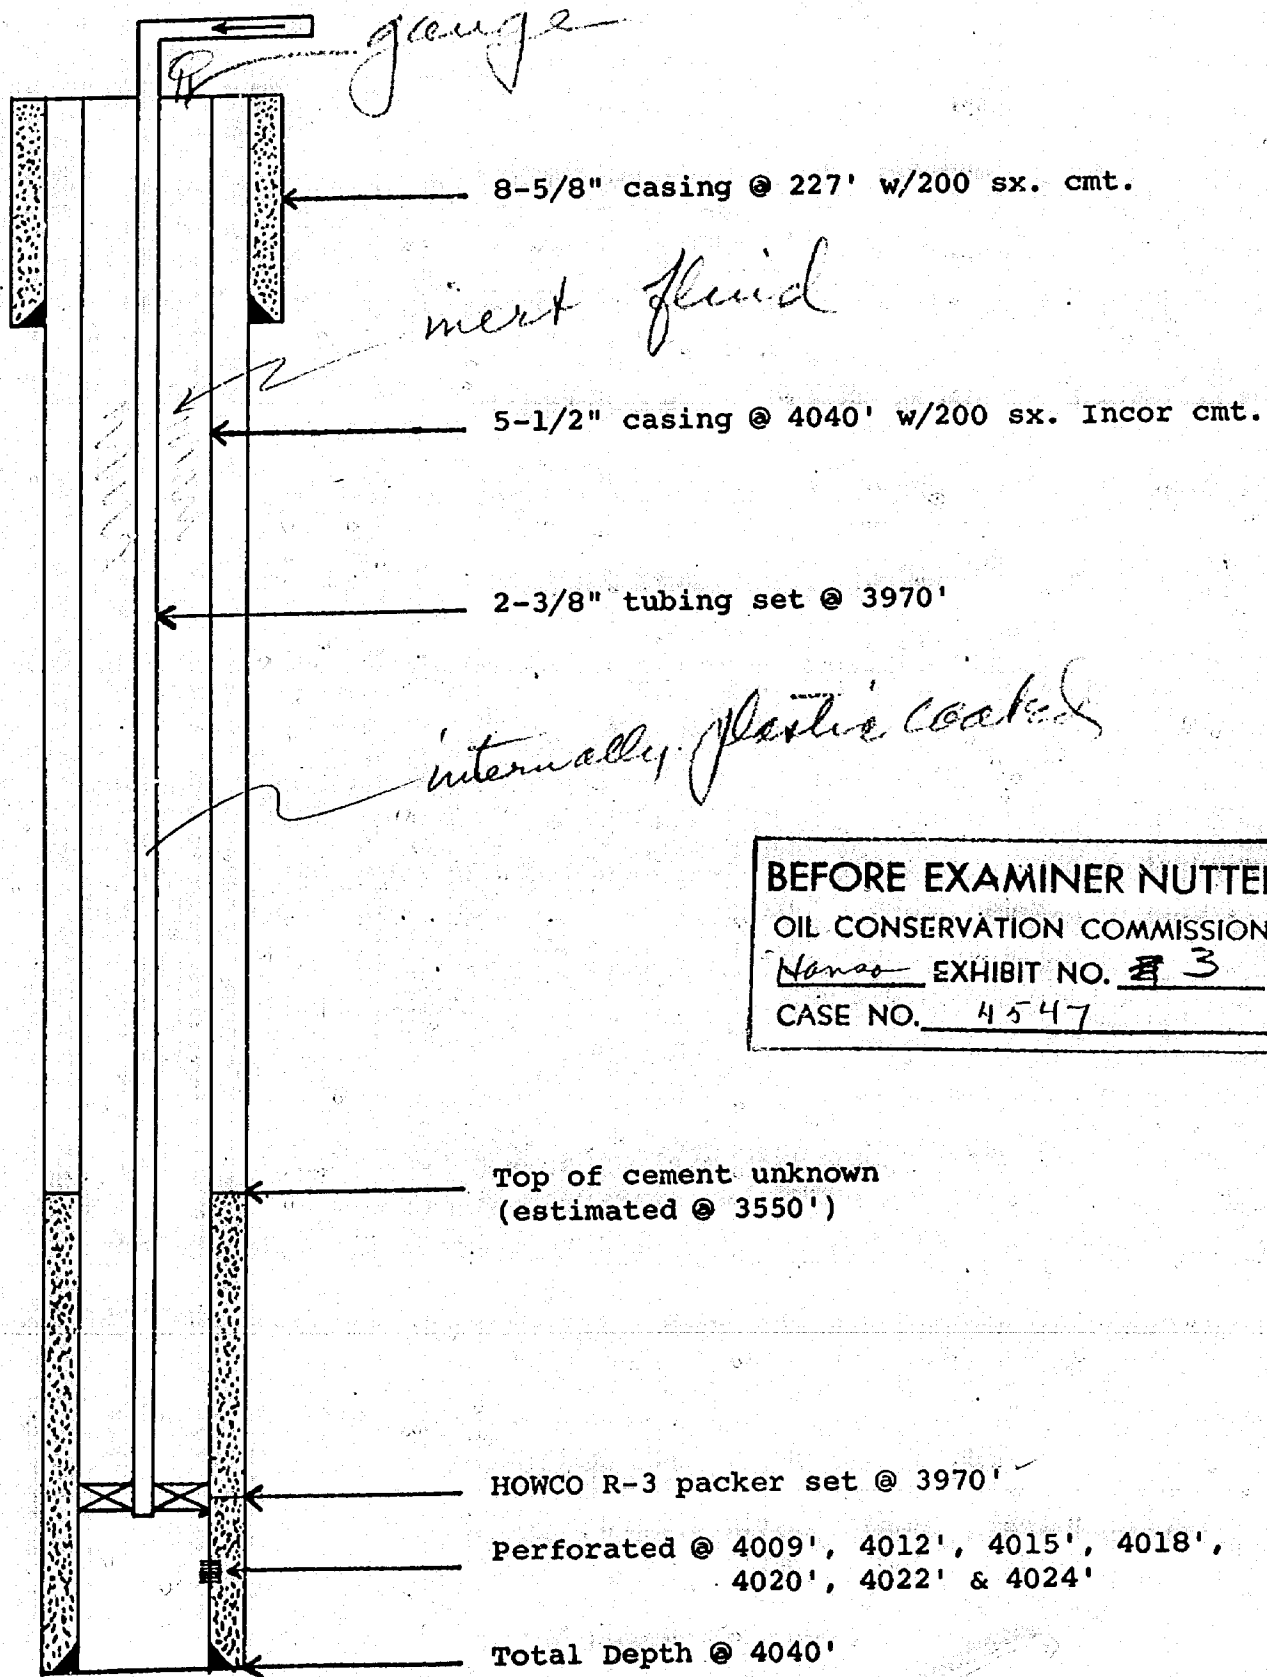 gauge
8-5/8" casing @ 227' w/200 sx. cmt.
inert fluid
5-1/2" casing @ 4040' w/200 sx. Incor cmt.
2-3/8" tubing set @ 3970'
internally plastic coated
BEFORE EXAMINER NUTTER
OIL CONSERVATION COMMISSION
Hanson EXHIBIT NO. 3
CASE NO. 4547
Top of cement unknown
(estimated @ 3550')
HOWCO R-3 packer set @ 3970'
Perforated @ 4009', 4012', 4015', 4018',
4020', 4022' & 4024'
Total Depth @ 4040'